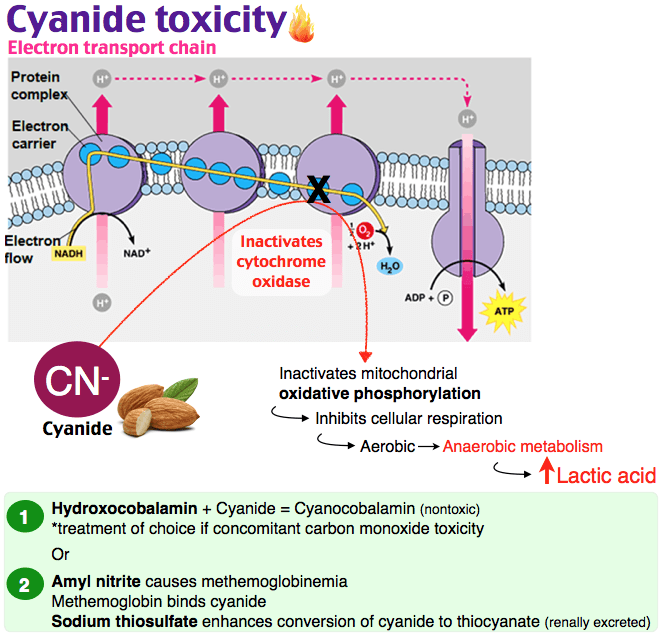 Cyanide toxicity
Electron transport chain
Protein
complex
H+
H+
H+
H+
Electron
carrier
X
Electron
flow
NADH
NAD+
H+
Inactivates
cytochrome
oxidase
½ O2
+ 2H+
H2O
ADP + P
ATP
CN-
Cyanide
Inactivates mitochondrial
oxidative phosphorylation
Inhibits cellular respiration
Aerobic → Anaerobic metabolism
↑ Lactic acid
1 Hydroxocobalamin + Cyanide = Cyanocobalamin (nontoxic)
*treatment of choice if concomitant carbon monoxide toxicity
Or
2 Amyl nitrite causes methemoglobinemia
Methemoglobin binds cyanide
Sodium thiosulfate enhances conversion of cyanide to thiocyanate (renally excreted)